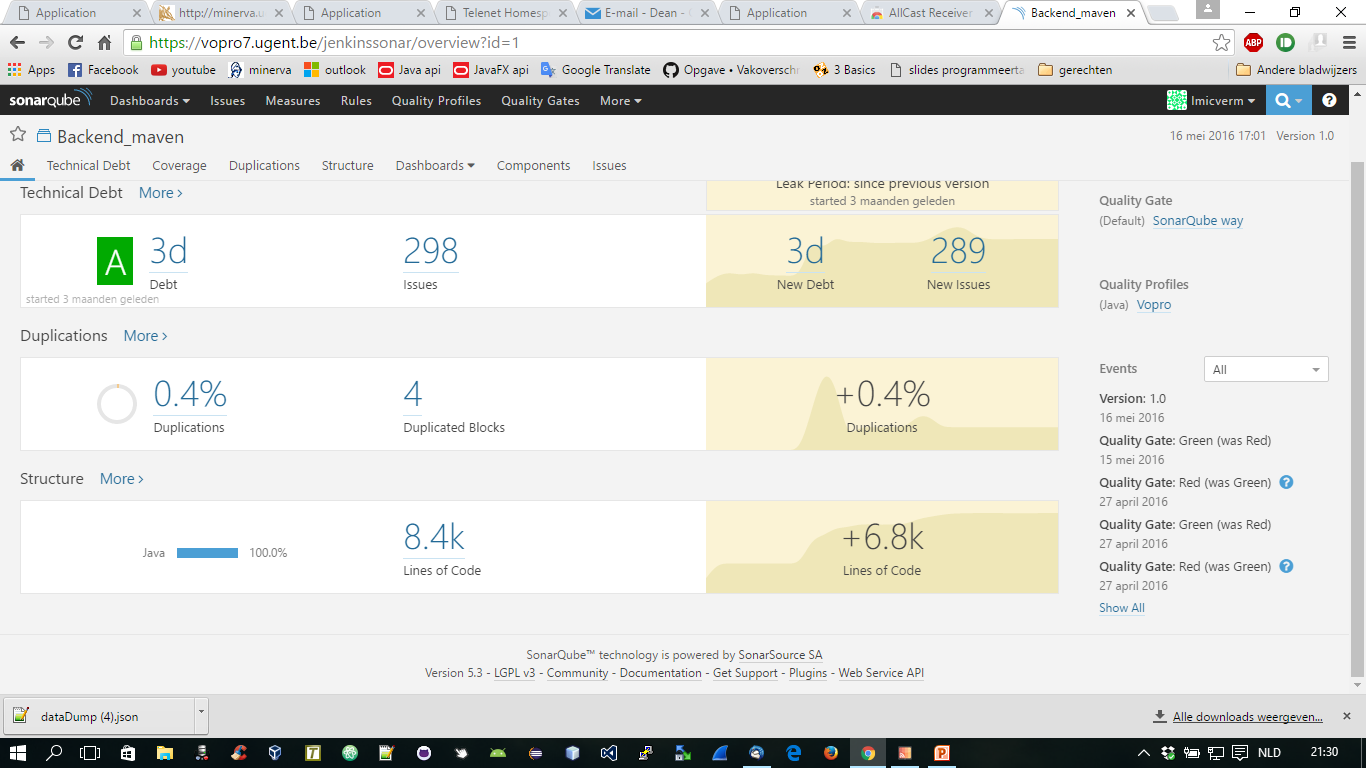 Application
http://minerva.u
Application
Telenet Homesp
E-mail - Dean -
Application
AllCast Receiver
Backend_maven
https://vopro7.ugent.be/jenkinssonar/overview?id=1
ABP
Apps
Facebook
youtube
minerva
outlook
Java api
JavaFX api
Google Translate
Opgave • Vakoverschr
3 Basics
slides programmeerta
gerechten
Andere bladwijzers
sonarqube
Dashboards
Issues
Measures
Rules
Quality Profiles
Quality Gates
More
lmicverm
?
Backend_maven
16 mei 2016 17:01 Version 1.0
Technical Debt
Coverage
Duplications
Structure
Dashboards
Components
Issues
Technical Debt More
Leak Period: since previous version
started 3 maanden geleden
A
3d
Debt
298
Issues
started 3 maanden geleden
3d
New Debt
289
New Issues
Duplications More
0.4%
Duplications
4
Duplicated Blocks
+0.4%
Duplications
Structure More
Java 100.0%
8.4k
Lines of Code
+6.8k
Lines of Code
Quality Gate
(Default) SonarQube way
Quality Profiles
(Java) Vopro
Events
All
Version: 1.0
16 mei 2016
Quality Gate: Green (was Red)
15 mei 2016
Quality Gate: Red (was Green) ?
27 april 2016
Quality Gate: Green (was Red)
27 april 2016
Quality Gate: Red (was Green) ?
27 april 2016
Show All
SonarQube™ technology is powered by SonarSource SA
Version 5.3 - LGPL v3 - Community - Documentation - Get Support - Plugins - Web Service API
dataDump (4).json
Alle downloads weergeven...
NLD
21:30